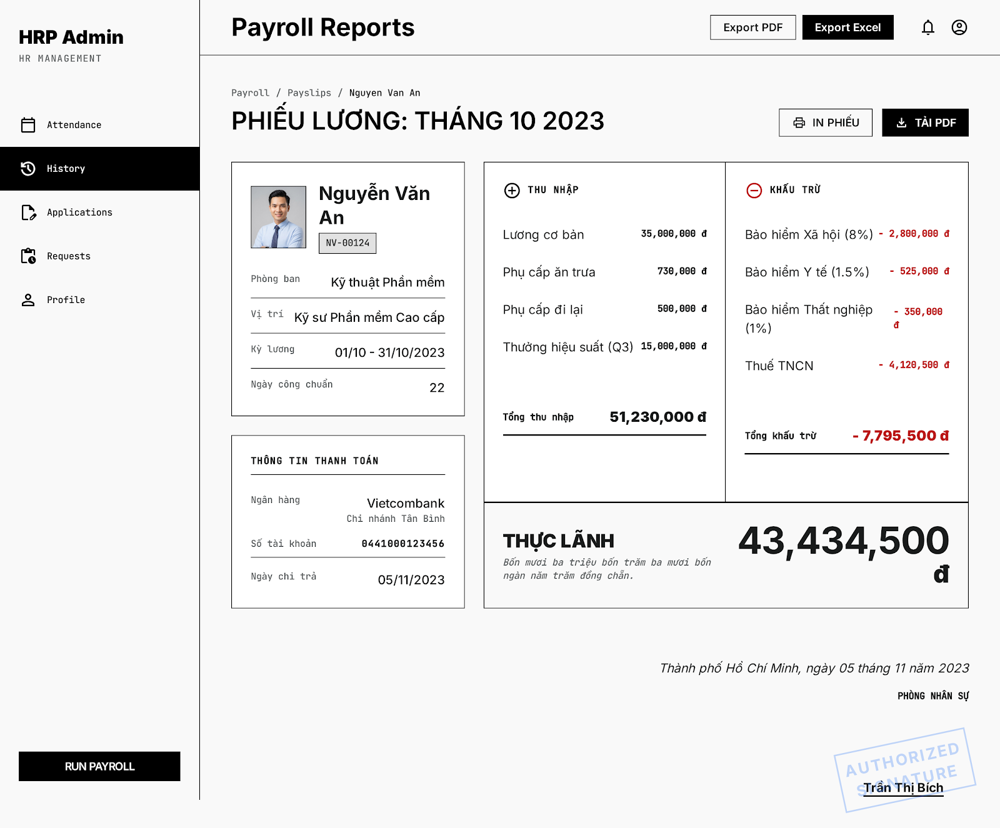 HRP Admin
HR MANAGEMENT
Attendance
History
Applications
Requests
Profile
RUN PAYROLL
Payroll Reports
Export PDF
Export Excel
Payroll / Payslips / Nguyen Van An
PHIẾU LƯƠNG: THÁNG 10 2023
IN PHIẾU
TẢI PDF
Nguyễn Văn
An
NV-00124
Phòng ban Kỹ thuật Phần mềm
Vị trí Kỹ sư Phần mềm Cao cấp
Kỳ lương 01/10 - 31/10/2023
Ngày công chuẩn 22
THÔNG TIN THANH TOÁN
Ngân hàng Vietcombank
Chi nhánh Tân Bình
Số tài khoản 0441000123456
Ngày chi trả 05/11/2023
THU NHẬP
Lương cơ bản 35,000,000 đ
Phụ cấp ăn trưa 730,000 đ
Phụ cấp đi lại 500,000 đ
Thưởng hiệu suất (Q3) 15,000,000 đ
Tổng thu nhập 51,230,000 đ
KHẤU TRỪ
Bảo hiểm Xã hội (8%) - 2,800,000 đ
Bảo hiểm Y tế (1.5%) - 525,000 đ
Bảo hiểm Thất nghiệp
(1%)
- 350,000
đ
Thuế TNCN - 4,120,500 đ
Tổng khấu trừ - 7,795,500 đ
THỰC LÃNH
Bốn mươi ba triệu bốn trăm ba mươi bốn
ngàn năm trăm đồng chẵn.
43,434,500
đ
Thành phố Hồ Chí Minh, ngày 05 tháng 11 năm 2023
PHÒNG NHÂN SỰ
AUTHORIZED
SIGNATURE
Trần Thị Bích